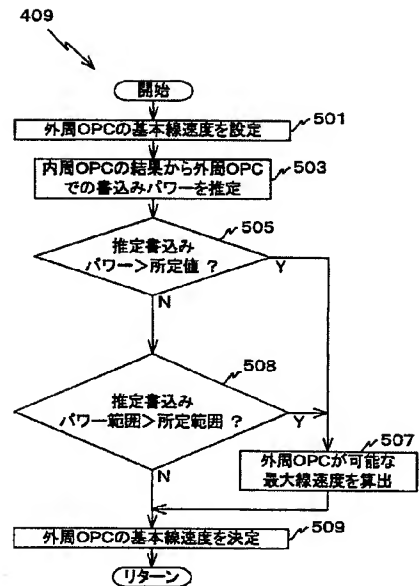 409
開始
外周OPCの基本線速度を設定
501
内周OPCの結果から外周OPC
での書込みパワーを推定
503
505
推定書込み
パワー>所定値 ?
Y
N
508
推定書込み
パワー範囲>所定範囲 ?
Y
N
507
外周OPCが可能な
最大線速度を算出
外周OPCの基本線速度を決定
509
リターン